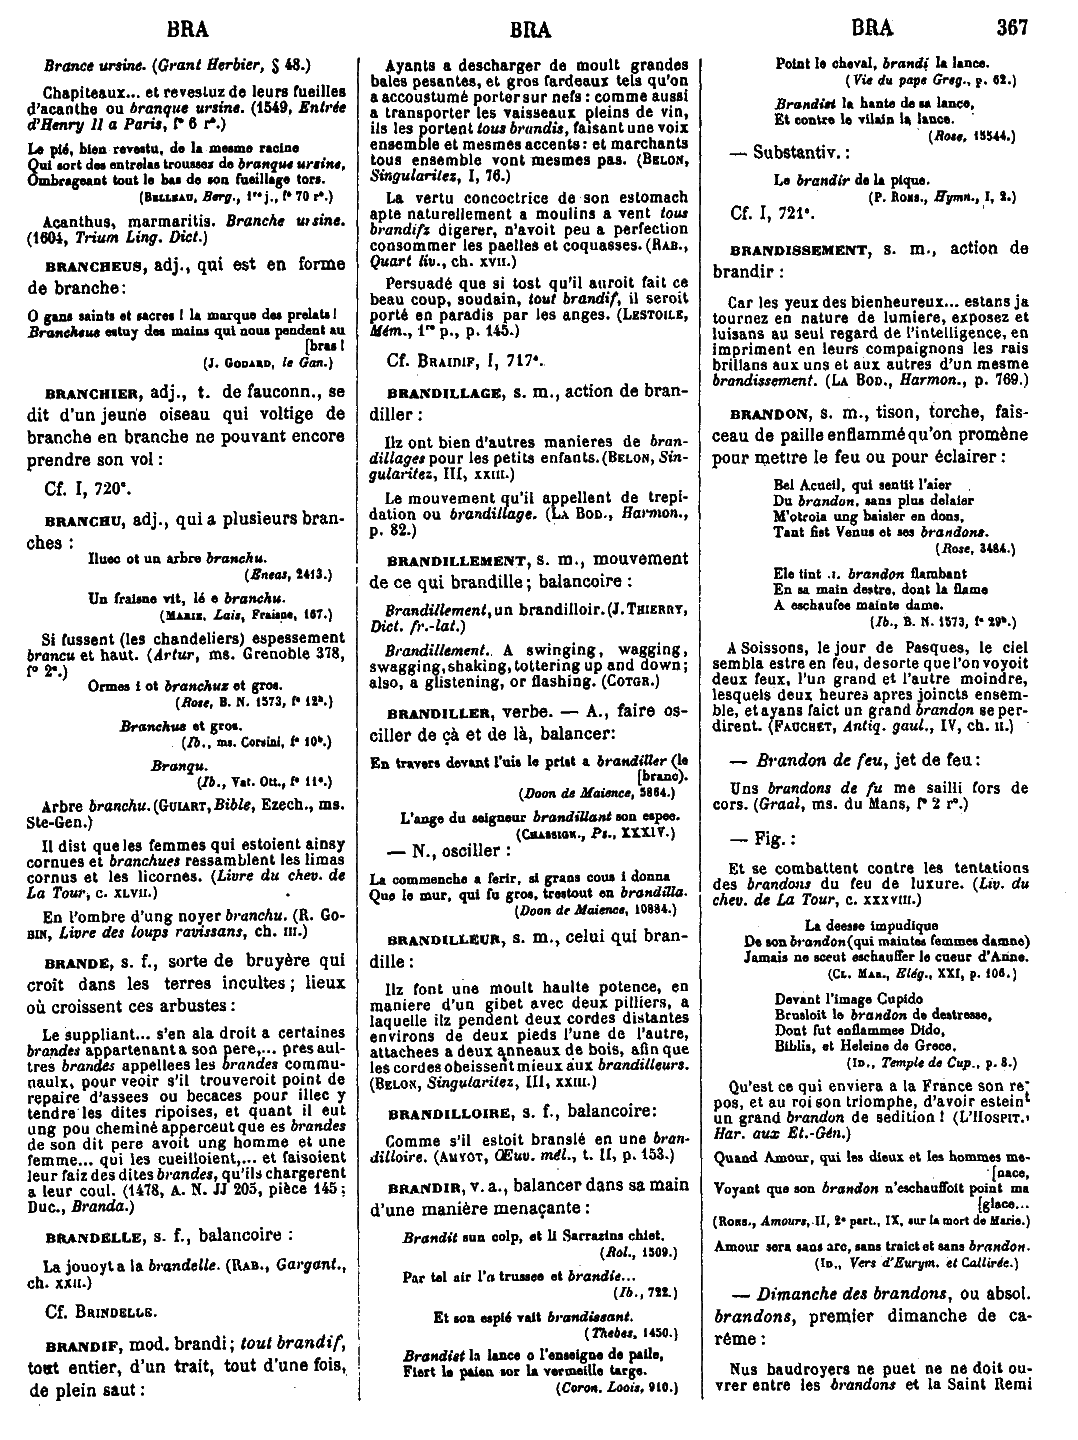 BRA
BRA
BRA 367
Brance ursine. (Grant Herbier, § 48.)
Chapiteaux... et revestuz de leurs fueilles
d'acanthe ou branque ursine. (1549, Entrée
d'Henry II a Paris, f° 6 r°.)
Le pié, bien revestu, de la mesme racine
Qui sort des entrelas trousses de branque ursine,
Ombrageant tout le bas de son fueillage tors.
(BELLEAU, Berg., 1re j., f° 70 r°.)
Acanthus, marmaritis. Branche ursine.
(1604, Trium Ling. Dict.)
BRANCHEUS, adj., qui est en forme
de branche:
O gans saints et sacres ! la marque des prelats !
Brancheus estuy des mains qui nous pendent au
[bras !
(J. GODARD, le Gan.)
BRANCHIER, adj., t. de fauconn., se
dit d'un jeune oiseau qui voltige de
branche en branche ne pouvant encore
prendre son vol :
Cf. I, 720c.
BRANCHU, adj., qui a plusieurs bran-
ches :
Iluec ot un arbre branchu.
(Eneas, 2413.)
Un fraisne vit, lé e branchu.
(MARIE, Lais, Fraisne, 167.)
Si fussent (les chandeliers) espessement
brancu et haut. (Artur, ms. Grenoble 378,
f° 2c.)
Ormes i ot branchuz et gros.
(Rose, B. N. 1573, f° 12b.)
Branchus et gros.
(Ib., ms. Corsini, f° 10b.)
Branqu.
(Ib., Vat. Ott., f° 11c.)
Arbre branchu. (GUIART, Bible, Ezech., ms.
Ste-Gen.)
Il dist que les femmes qui estoient ainsy
cornues et branchues ressamblent les limas
cornus et les licornes. (Livre du chev. de
La Tour, c. XLVII.)
En l'ombre d'ung noyer branchu. (R. GO-
BIN, Livre des loups ravissans, ch. III.)
BRANDE, s. f., sorte de bruyère qui
croit dans les terres incultes ; lieux
où croissent ces arbustes :
Le suppliant... s'en ala droit a certaines
brandes appartenant a son pere,... pres aul-
tres brandes appellees les brandes commu-
naulx, pour veoir s'il trouveroit point de
repaire d'assees ou becaces pour illec y
tendre les dites ripoises, et quant il eut
ung pou cheminé apperceut que es brandes
de son dit pere avoit ung homme et une
femme... qui les cueilloient,... et faisoient
leur faiz des dites brandes, qu'ils chargerent
a leur coul. (1478, A. N. JJ 205, pièce 145 ;
Duc., Branda.)
BRANDELLE, s. f., balancoire :
La jouoyt a la brandelle. (RAB., Gargant.,
ch. XXII.)
Cf. BRINDELLE.
BRANDIF, mod. brandi ; tout brandif,
tout entier, d'un trait, tout d'une fois,
de plein saut :
Ayants a descharger de moult grandes
bales pesantes, et gros fardeaux tels qu'on
a accoustumé porter sur nefs : comme aussi
a transporter les vaisseaux pleins de vin,
ils les portent tous brandis, faisant une voix
ensemble et mesmes accents : et marchants
tous ensemble vont mesmes pas. (BELON,
Singularitez, I, 76.)
La vertu concoctrice de son estomach
apte naturellement a moulins a vent tous
brandifs digerer, n'avoit peu a perfection
consommer les paelles et coquasses. (RAB.,
Quart liv., ch. XVII.)
Persuadé que si tost qu'il auroit fait ce
beau coup, soudain, tout brandif, il seroit
porté en paradis par les anges. (LESTOILE,
Mém., 1re p., p. 145.)
Cf. BRAIDIF, I, 717a.
BRANDILLAGE, s. m., action de bran-
diller :
Ilz ont bien d'autres manieres de bran-
dillages pour les petits enfants. (BELON, Sin-
gularitez, III, XXIII.)
Le mouvement qu'il appellent de trepi-
dation ou brandillage. (LA BOD., Harmon.,
p. 82.)
BRANDILLEMENT, s. m., mouvement
de ce qui brandille ; balancoire :
Brandillement, un brandilloir. (J. THIERRY,
Dict. fr.-lat.)
Brandillement. A swinging, wagging,
swagging, shaking, tottering up and down ;
also, a glistening, or flashing. (COTGR.)
BRANDILLER, verbe. — A., faire os-
ciller de çà et de là, balancer:
En travers devant l'uis le prist a brandiller (le
[branc).
(Doon de Maience, 5864.)
L'ange du seigneur brandillant son espee.
(CHASSIGN., Ps., XXXIV.)
— N., osciller :
La commenche a ferir, si grans cous i donna
Que le mur, qui fu gros, trestout en brandilla.
(Doon de Maience, 10884.)
BRANDILLEUR, s. m., celui qui bran-
dille :
Ilz font une moult haulte potence, en
maniere d'un gibet avec deux pilliers, a
laquelle ilz pendent deux cordes distantes
environs de deux pieds l'une de l'autre,
attachees a deux anneaux de bois, afin que
les cordes obeissent mieux aux brandilleurs.
(BELON, Singularitez, III, XXIII.)
BRANDILLOIRE, s. f., balancoire:
Comme s'il estoit branslé en une bran-
dilloire. (AMYOT, Œuv. mél., t. II, p. 153.)
BRANDIR, v. a., balancer dans sa main
d'une manière menaçante :
Brandit sun colp, et li Sarrazins chiet.
(Rol., 1509.)
Par tel air l'a trussee et brandie...
(Ib., 722.)
Et son espié vait brandissant.
(Thebes, 1450.)
Brandist la lance o l'enseigne de paile,
Fiert le paien sor la vermeille targe.
(Coron. Loois, 910.)
Point le cheval, brandi la lance.
(Vie du pape Greg., p. 62.)
Brandist la hante de sa lance,
Et contre le vilain la lance.
(Rose, 15544.)
— Substantiv. :
Le brandir de la pique.
(P. RONS., Hymn., I, 2.)
Cf. I, 721c.
BRANDISSEMENT, s. m., action de
brandir :
Car les yeux des bienheureux... estans ja
tournez en nature de lumiere, exposez et
luisans au seul regard de l'intelligence, en
impriment en leurs compaignons les rais
brillans aux uns et aux autres d'un mesme
brandissement. (LA BOD., Harmon., p. 769.)
BRANDON, s. m., tison, torche, fais-
ceau de paille enflammé qu'on promène
pour mettre le feu ou pour éclairer :
Bel Acueil, qui sentit l'aier
Du brandon, sans plus delaier
M'otroia ung baisier en dons,
Tant fist Venus et ses brandons.
(Rose, 3484.)
Ele tint .I. brandon flambant
En sa main destre, dont la flame
A eschaufee mainte dame.
(Ib., B. N. 1573, f° 29b.)
A Soissons, le jour de Pasques, le ciel
sembla estre en feu, de sorte que l'on voyoit
deux feux, l'un grand et l'autre moindre,
lesquels deux heures apres joincts ensem-
ble, et ayans faict un grand brandon se per-
dirent. (FAUCHET, Antiq. gaul., IV, ch. II.)
— Brandon de feu, jet de feu :
Uns brandons de fu me sailli fors de
cors. (Graal, ms. du Mans, f° 2 r°.)
— Fig. :
Et se combattent contre les tentations
des brandons du feu de luxure. (Liv. du
chev. de La Tour, c. XXXVIII.)
La deesse impudique
De son brandon (qui maintes femmes damne)
Jamais ne sceut eschauffer le cueur d'Anne.
(CL. MAR., Elég., XXI, p. 106.)
Devant l'image Cupido
Brusloit le brandon de destresse,
Dont fut enflammee Dido,
Biblis, et Heleine de Grece.
(ID., Temple de Cup., p. 8.)
Qu'est ce qui enviera a la France son re-
pos, et au roi son triomphe, d'avoir esteint
un grand brandon de sedition ! (L'HOSPIT.,
Har. aux Et.-Gén.)
Quand Amour, qui les dieux et les hommes me-
[nace,
Voyant que son brandon n'eschauffoit point ma
[glace...
(RONS., Amours, II, 2e part., IX, sur la mort de Marie.)
Amour sera sans arc, sans traict et sans brandon.
(ID., Vers d'Eurym. et Callirée.)
— Dimanche des brandons, ou absol.
brandons, premier dimanche de ca-
rême :
Nus baudroyers ne puet ne ne doit ou-
vrer entre les brandons et la Saint Remi